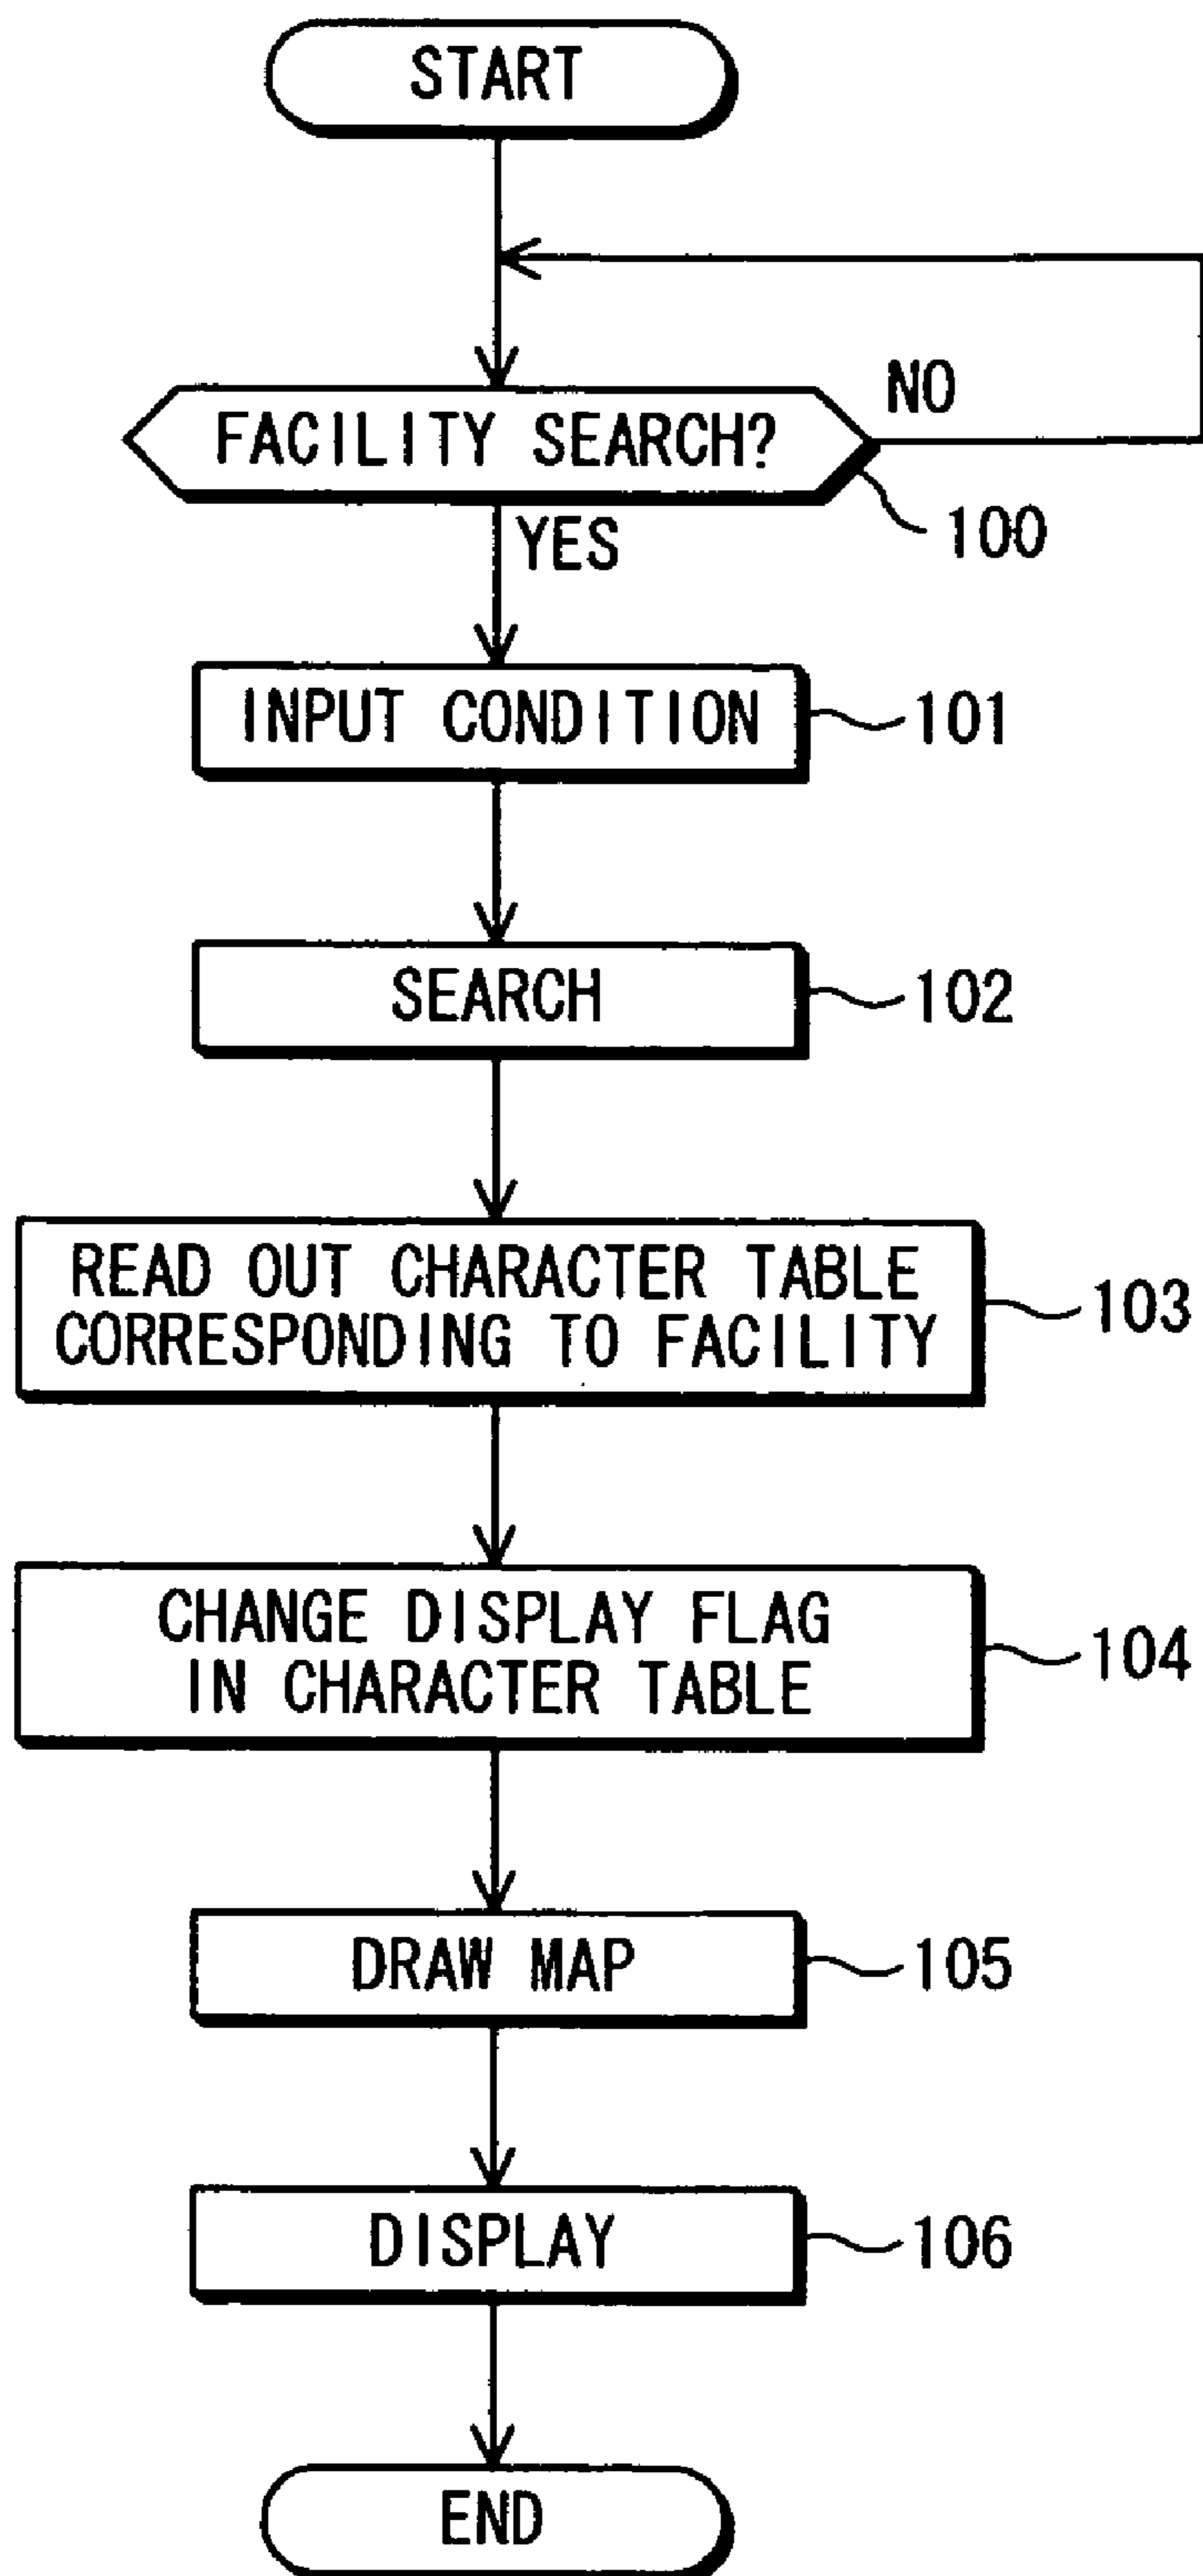 START
FACILITY SEARCH?
NO
100
YES
INPUT CONDITION
101
SEARCH
102
READ OUT CHARACTER TABLE
CORRESPONDING TO FACILITY
103
CHANGE DISPLAY FLAG
IN CHARACTER TABLE
104
DRAW MAP
105
DISPLAY
106
END